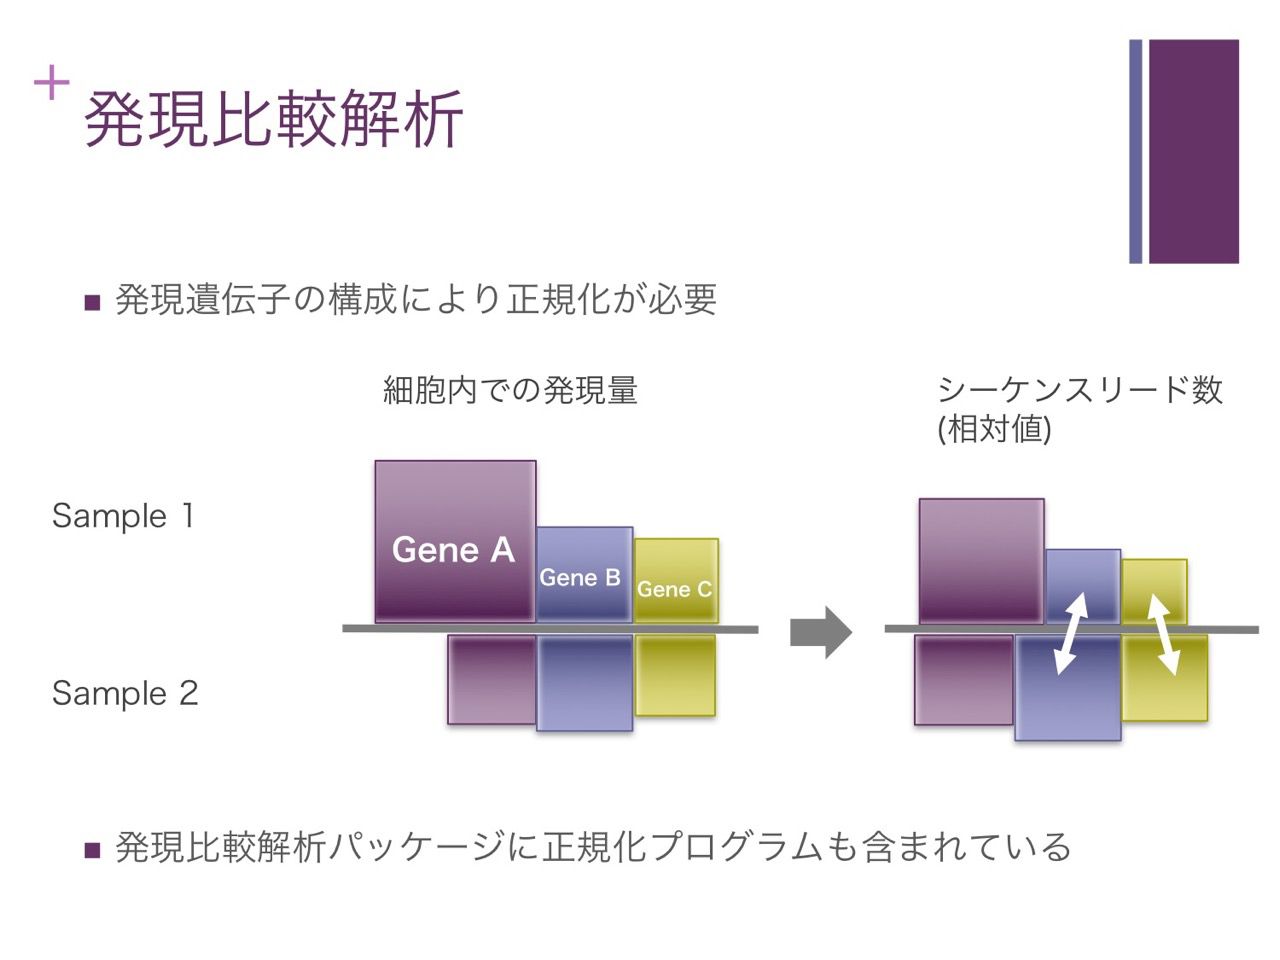 発現比較解析
発現遺伝子の構成により正規化が必要
細胞内での発現量
シーケンスリード数
(相対値)
Sample 1
Gene A
Gene B
Gene C
Sample 2
発現比較解析パッケージに正規化プログラムも含まれている